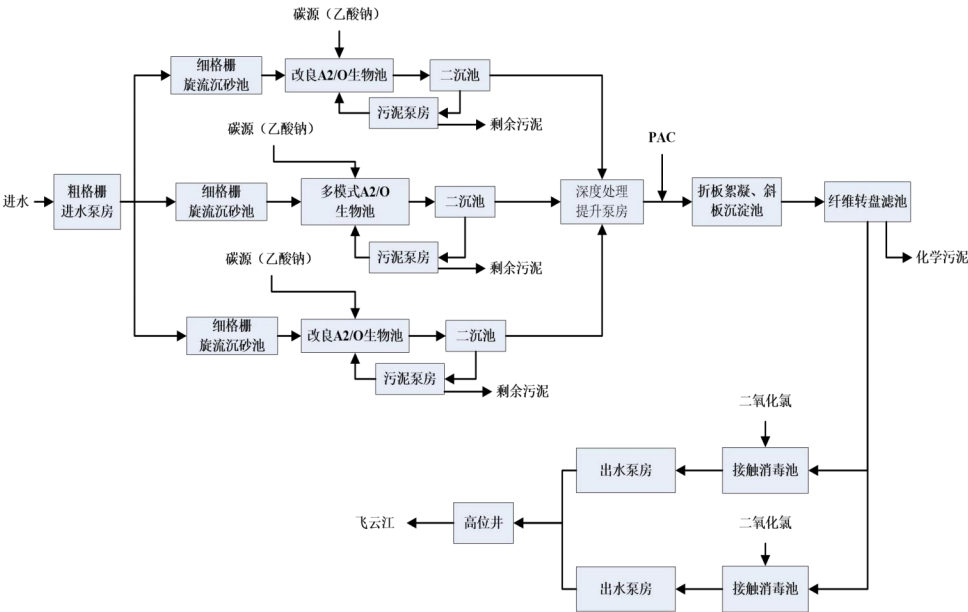 碳源（乙酸钠）
细格栅
旋流沉砂池
改良A2/O生物池
二沉池
污泥泵房
剩余污泥
碳源（乙酸钠）
PAC
进水
粗格栅
进水泵房
细格栅
旋流沉砂池
多模式A2/O
生物池
二沉池
深度处理
提升泵房
折板絮凝、斜
板沉淀池
纤维转盘滤池
污泥泵房
剩余污泥
化学污泥
碳源（乙酸钠）
细格栅
旋流沉砂池
改良A2/O生物池
二沉池
污泥泵房
剩余污泥
二氧化氯
出水泵房
接触消毒池
飞云江
高位井
二氧化氯
出水泵房
接触消毒池